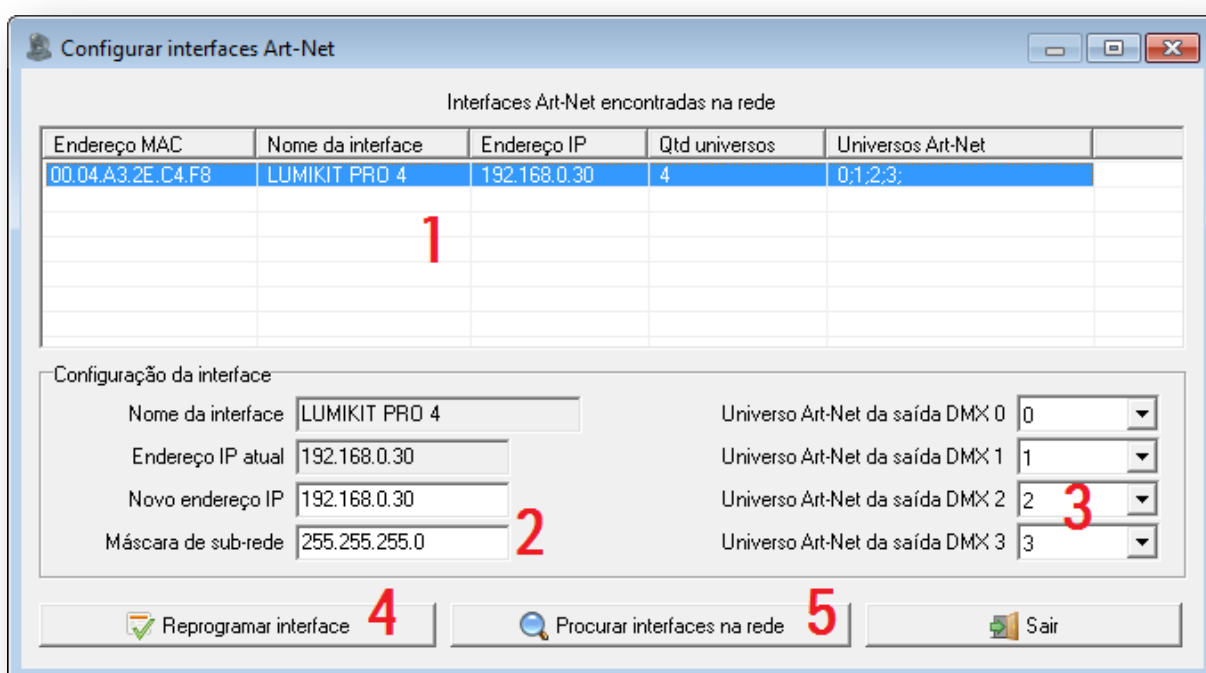 Configurar interfaces Art-Net
Interfaces Art-Net encontradas na rede
Endereço MAC Nome da interface Endereço IP Qtd universos Universos Art-Net
00.04.A3.2E.C4.F8 LUMIKIT PRO 4 192.168.0.30 4 0;1;2;3;
1
Configuração da interface
Nome da interface LUMIKIT PRO 4 Universo Art-Net da saída DMX 0 0
Endereço IP atual 192.168.0.30 Universo Art-Net da saída DMX 1 1
Novo endereço IP 192.168.0.30 Universo Art-Net da saída DMX 2 2
Máscara de sub-rede 255.255.255.0 2 Universo Art-Net da saída DMX 3 3 3
Reprogramar interface 4 Procurar interfaces na rede 5 Sair